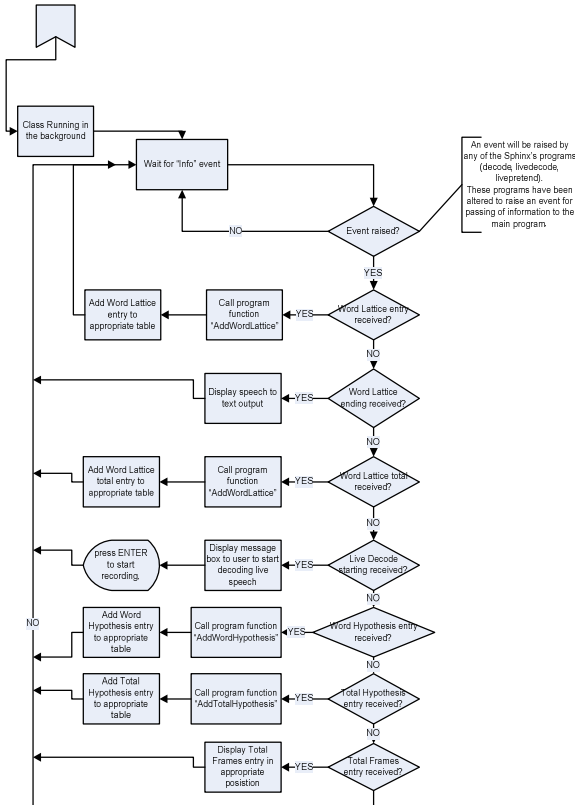 Class Running in
the background
Wait for "Info" event
An event will be raised by
any of the Sphinx's programs
(decode, livedecode,
livepretend).
These programs have been
altered to raise an event for
passing of information to the
main program.
NO
Event raised?
YES
Add Word Lattice
entry to
appropriate table
Call program
function
"AddWordLattice"
YES
Word Lattice entry
received?
NO
Display speech to
text output
YES
Word Lattice
ending received?
NO
Add Word Lattice
total entry to
appropriate table
Call program
function
"AddWordLattice"
YES
Word Lattice total
received?
NO
press ENTER
to start
recording.
Display message
box to user to start
decoding live
speech
YES
Live Decode
starting received?
NO
NO
Add Word
Hypothesis entry
to appropriate
table
Call program function
"AddWordHypothesis"
YES
Word Hypothesis entry
received?
NO
Add Total
Hypothesis entry
to appropriate
table
Call program function
"AddTotalHypothesis"
YES
Total Hypothesis
entry received?
NO
Display Total
Frames entry in
appropriate
posistion
YES
Total Frames
entry received?